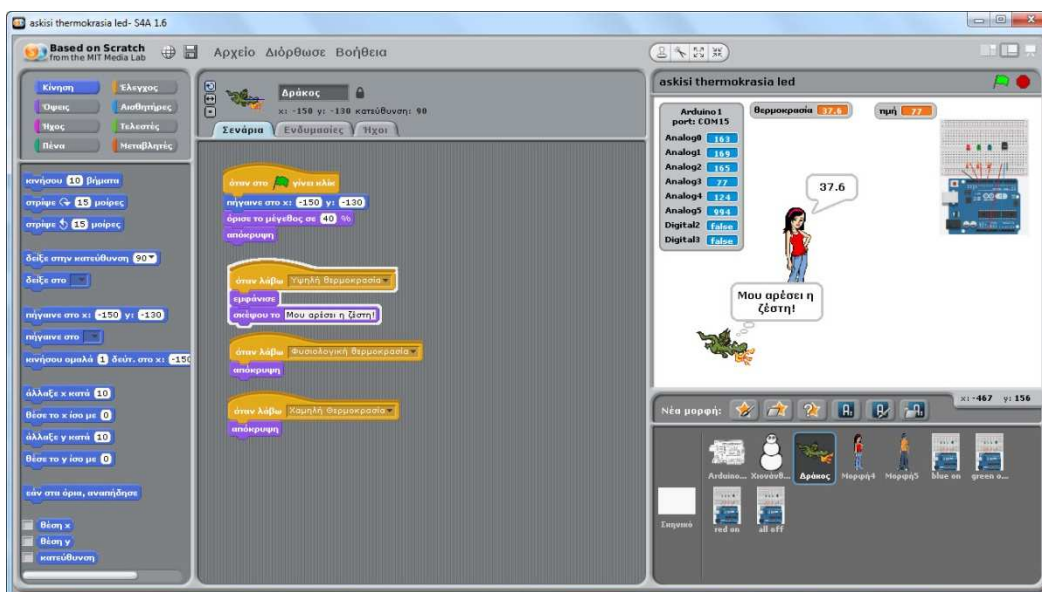 askisi thermokrasia led- S4A 1.6
Based on Scratch
from the MIT Media Lab
Αρχείο Διόρθωσε Βοήθεια
Κίνηση Έλεγχος
Όψεις Αισθητήρες
Ήχος Τελεστές
Πένα Μεταβλητές
κινήσου 10 βήματα
στρίψε 15 μοίρες
στρίψε 15 μοίρες
δείξε στην κατεύθυνση 90
δείξε στο
πήγαινε στο x: -150 y: -130
πήγαινε στο
κινήσου ομαλά 1 δεύτ. στο x: -150
άλλαξε x κατά 10
θέσε το x ίσο με 0
άλλαξε y κατά 10
θέσε το y ίσο με 0
εάν στα όρια, αναπήδησε
θέση x
θέση y
κατεύθυνση
Δράκος
x: -150 y: -130 κατεύθυνση: 90
Σενάρια Ενδυμασίες Ήχοι
όταν στο γίνει κλικ
πήγαινε στο x: -150 y: -130
όρισε το μέγεθος σε 40 %
απόκρυψη
όταν λάβω Υψηλή θερμοκρασία
εμφάνισε
σκέψου το Μου αρέσει η ζέστη!
όταν λάβω Φυσιολογική θερμοκρασία
απόκρυψη
όταν λάβω Χαμηλή θερμοκρασία
απόκρυψη
askisi thermokrasia led
Arduino1
port: COM15
Analog0 163
Analog1 169
Analog2 165
Analog3 77
Analog4 124
Analog5 994
Digital2 false
Digital3 false
θερμοκρασία 37.6
τιμή 77
37.6
Μου αρέσει η
ζέστη!
x: -467 y: 156
Νέα μορφή:
Arduino... Χιονάνθ... Δράκος Μορφή4 Μορφή5 blue on green o...
Σκηνικό
red on all off